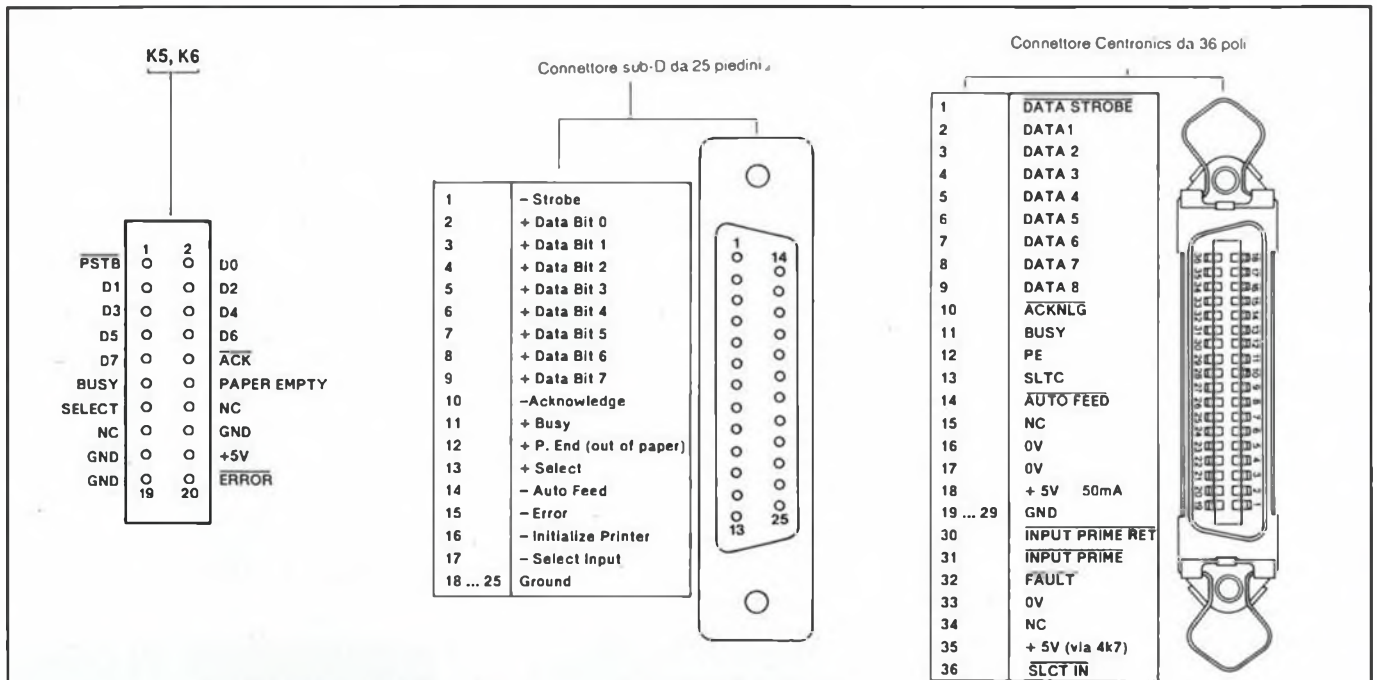 K5, K6
1 2
PSTB D0
D1 D2
D3 D4
D5 D6
D7 ACK
BUSY PAPER EMPTY
SELECT NC
NC GND
GND +5V
GND ERROR
19 20
Connettore sub-D da 25 piedini
1 – Strobe
2 + Data Bit 0
3 + Data Bit 1
4 + Data Bit 2
5 + Data Bit 3
6 + Data Bit 4
7 + Data Bit 5
8 + Data Bit 6
9 + Data Bit 7
10 –Acknowledge
11 + Busy
12 + P. End (out of paper)
13 + Select
14 – Auto Feed
15 – Error
16 – Initialize Printer
17 – Select Input
18 ... 25 Ground
1
14
13
25
Connettore Centronics da 36 poli
1 DATA STROBE
2 DATA1
3 DATA 2
4 DATA 3
5 DATA 4
6 DATA 5
7 DATA 6
8 DATA 7
9 DATA 8
10 ACKNLG
11 BUSY
12 PE
13 SLTC
14 AUTO FEED
15 NC
16 0V
17 0V
18 + 5V 50mA
19 ... 29 GND
30 INPUT PRIME RET
31 INPUT PRIME
32 FAULT
33 0V
34 NC
35 + 5V (via 4k7)
36 SLCT IN